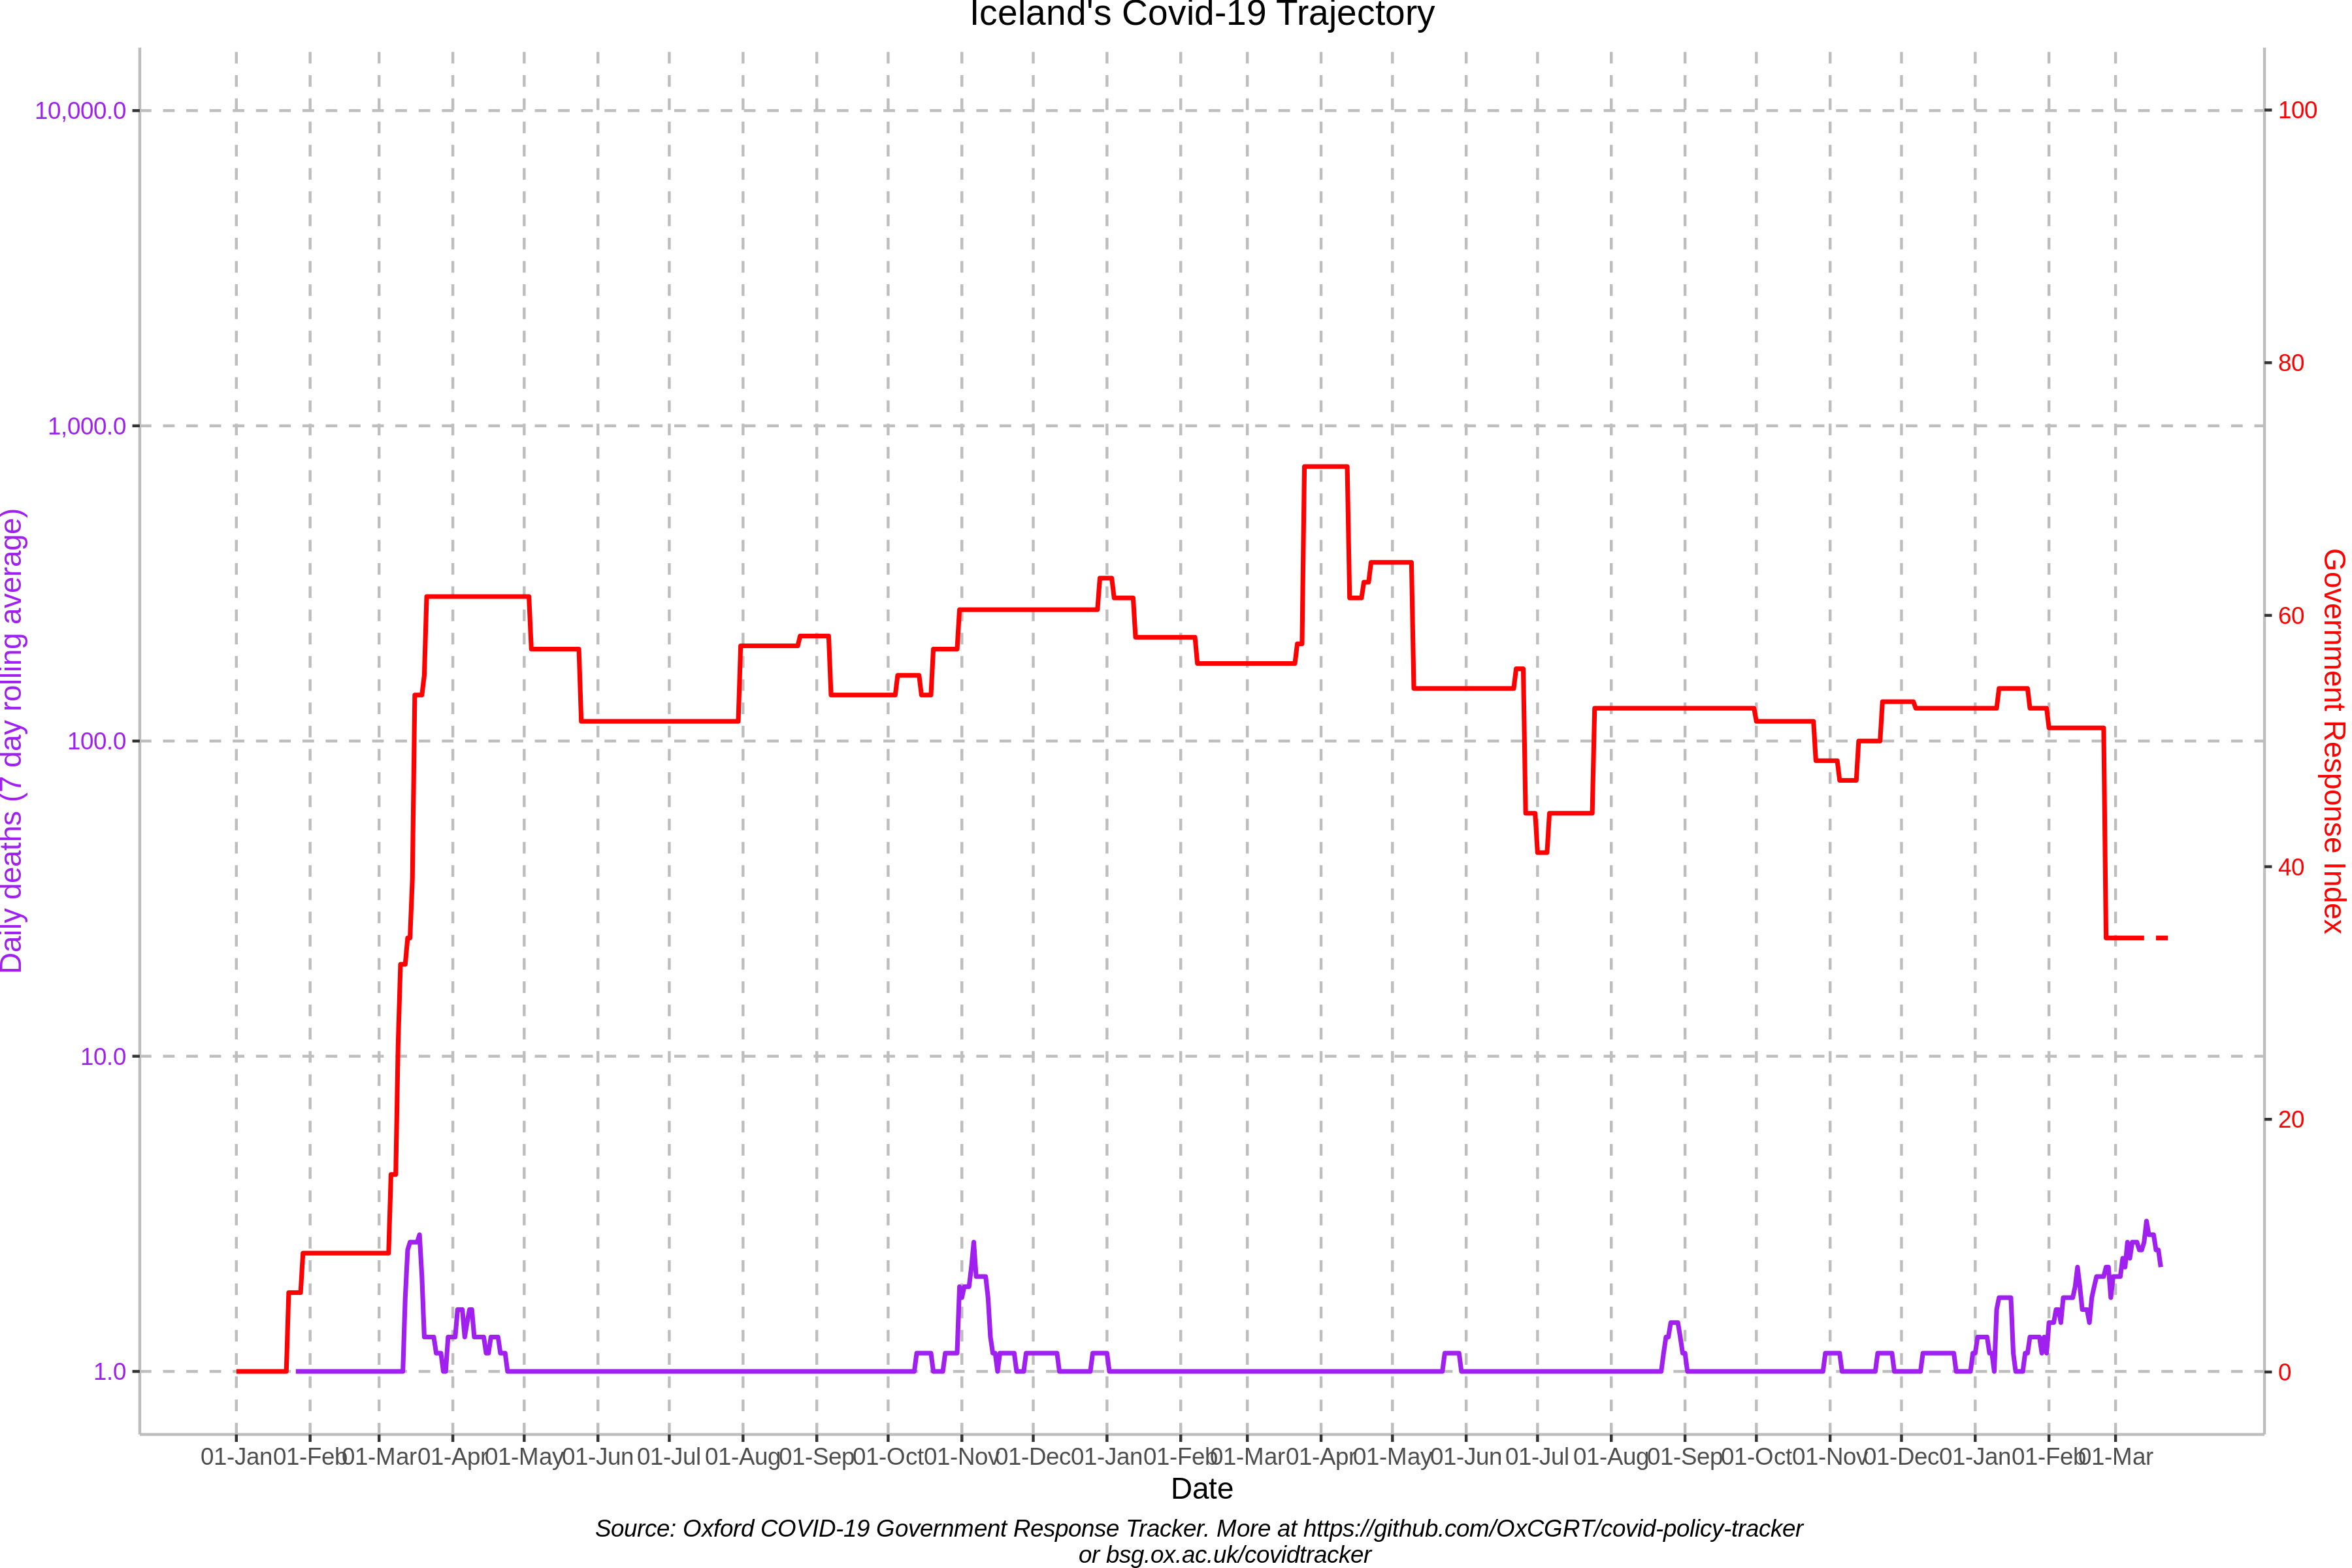 Iceland's Covid-19 Trajectory
10,000.0
1,000.0
100.0
10.0
1.0
Daily deaths (7 day rolling average)
100
80
60
40
20
0
Government Response Index
01-Jan 01-Feb 01-Mar 01-Apr 01-May 01-Jun 01-Jul 01-Aug 01-Sep 01-Oct 01-Nov 01-Dec 01-Jan 01-Feb 01-Mar 01-Apr 01-May 01-Jun 01-Jul 01-Aug 01-Sep 01-Oct 01-Nov 01-Dec 01-Jan 01-Feb 01-Mar
Date
Source: Oxford COVID-19 Government Response Tracker. More at https://github.com/OxCGRT/covid-policy-tracker
or bsg.ox.ac.uk/covidtracker